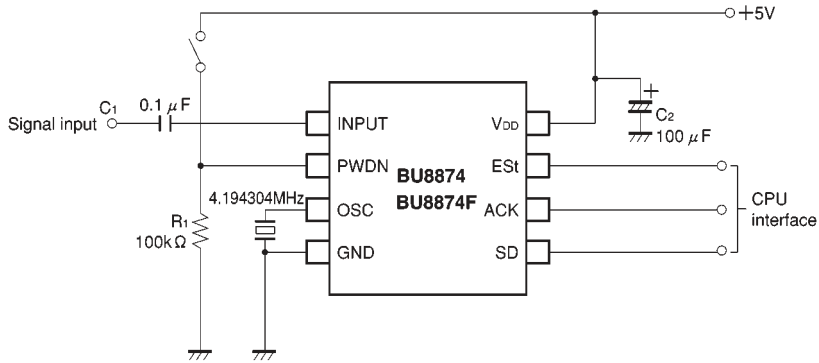 +5V
C1
0.1 μF
Signal input
INPUT
VDD
+
C2
100 μF
PWDN
BU8874
BU8874F
ESt
4.194304MHz
OSC
ACK
CPU
interface
R1
100kΩ
GND
SD